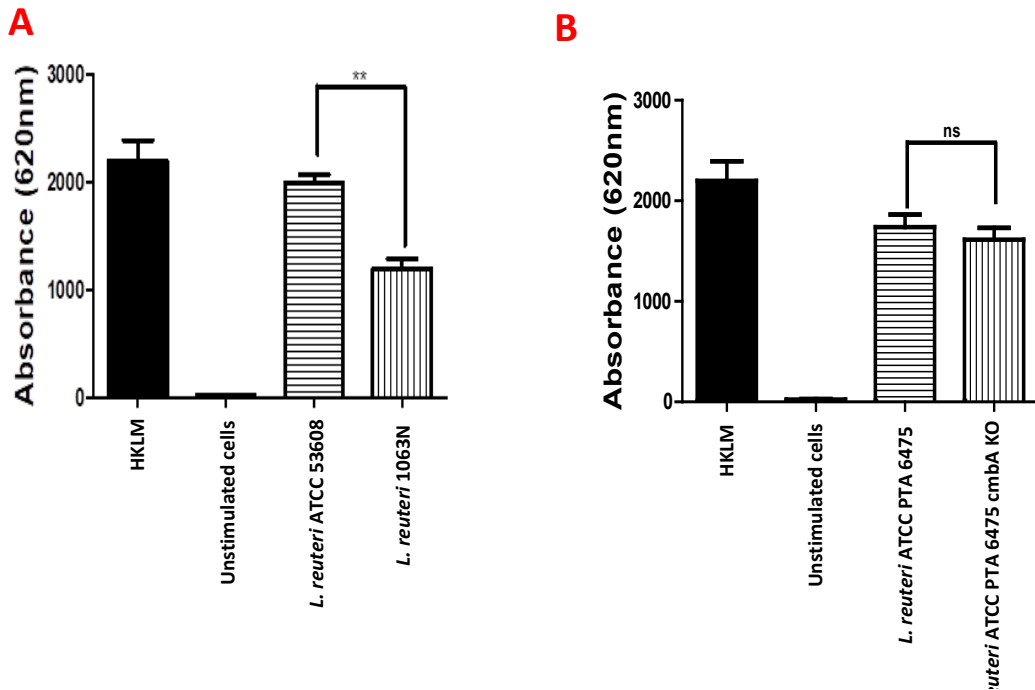 A
Absorbance (620nm)
3000
2000
1000
0
**
HKLM
Unstimulated cells
L. reuteri ATCC 53608
L. reuteri 1063N
B
Absorbance (620nm)
3000
2000
1000
0
ns
HKLM
Unstimulated cells
L. reuteri ATCC PTA 6475
euteri ATCC PTA 6475 cmbA KO